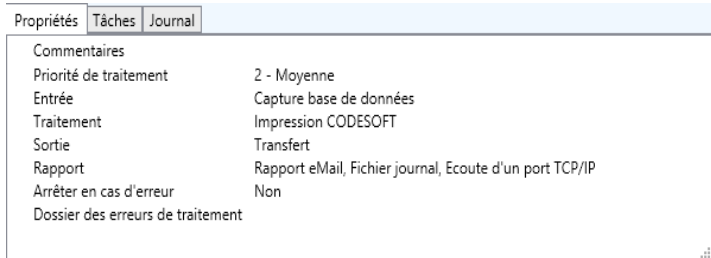 Propriétés Tâches Journal
Commentaires
Priorité de traitement 2 - Moyenne
Entrée Capture base de données
Traitement Impression CODESOFT
Sortie Transfert
Rapport Rapport eMail, Fichier journal, Ecoute d'un port TCP/IP
Arrêter en cas d'erreur Non
Dossier des erreurs de traitement